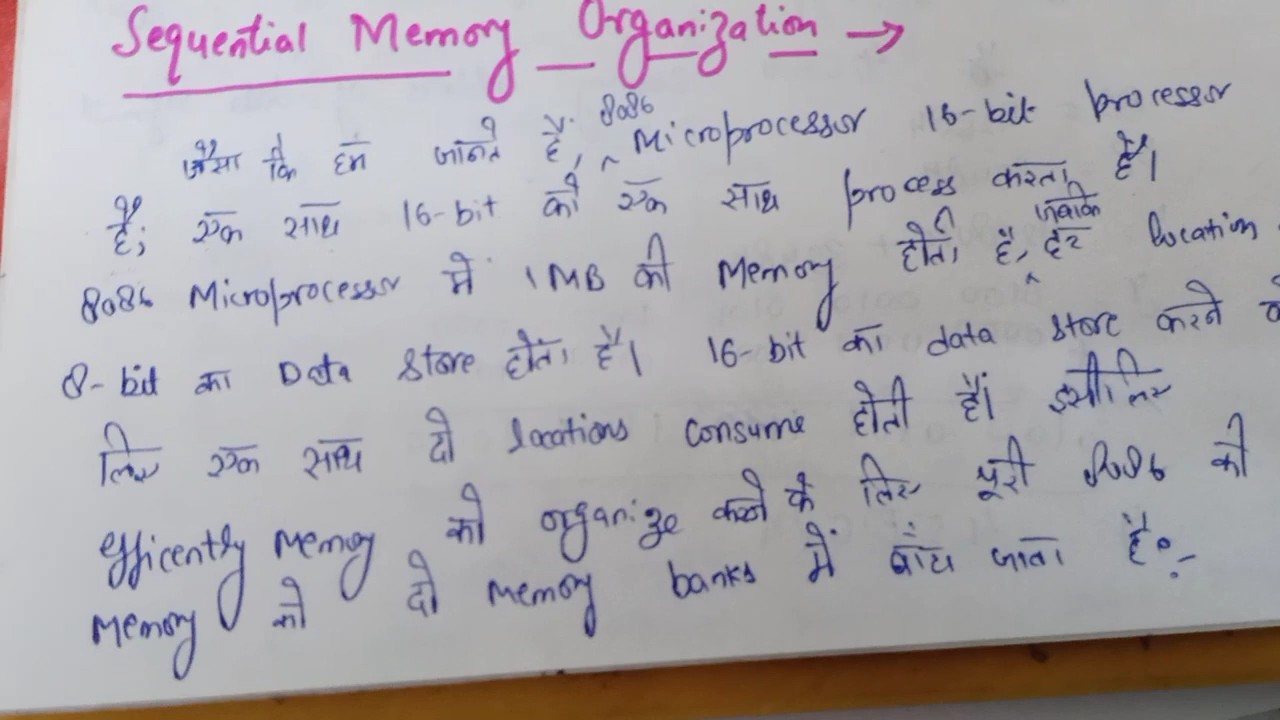 Sequential Memory Organization →
जैसा कि हम जानते हैं, 8086 Microprocessor 16-bit processor
है; एक साथ 16-bit को एक साथ process करता है।
8086 Microprocessor में 1MB की Memory होती है, जबकि हर location
8-bit का Data Store होता है। 16-bit का data store करने के
लिए एक साथ दो locations consume होती हैं। इसीलिए
efficently Memory को organize करने के लिए पूरी 8086 की
Memory को दो Memory banks में बांटा जाता है:-